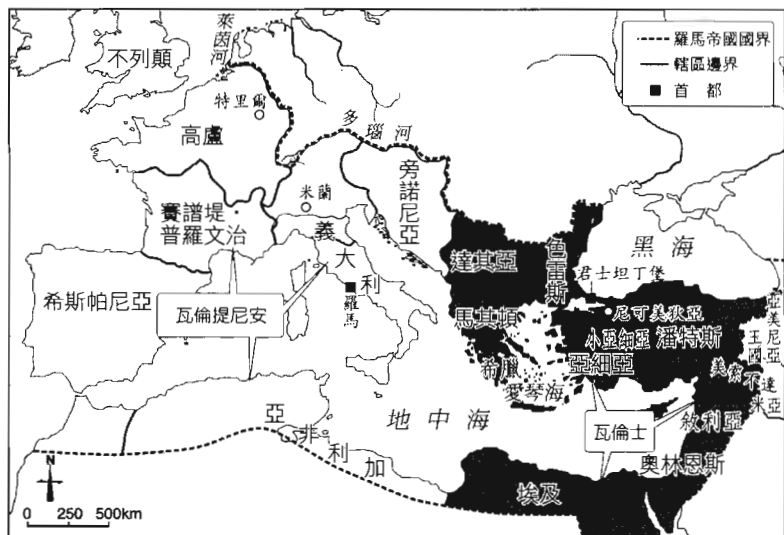 羅馬帝國國界
轄區邊界
首都
萊茵河
不列顛
特里爾
高盧
多瑙河
米蘭
旁諾尼亞
賽譜堤·
普羅文治
義大利
羅馬
希斯帕尼亞
瓦倫提尼安
達其亞
色雷斯
黑海
君士坦丁堡
尼可美狄亞
馬其頓
小亞細亞
潘特斯
亞美尼亞王國
希臘
愛琴海
亞細亞
美索不達米亞
地中海
瓦倫士
敘利亞
亞非利加
奧林恩斯
埃及
N
0 250 500km